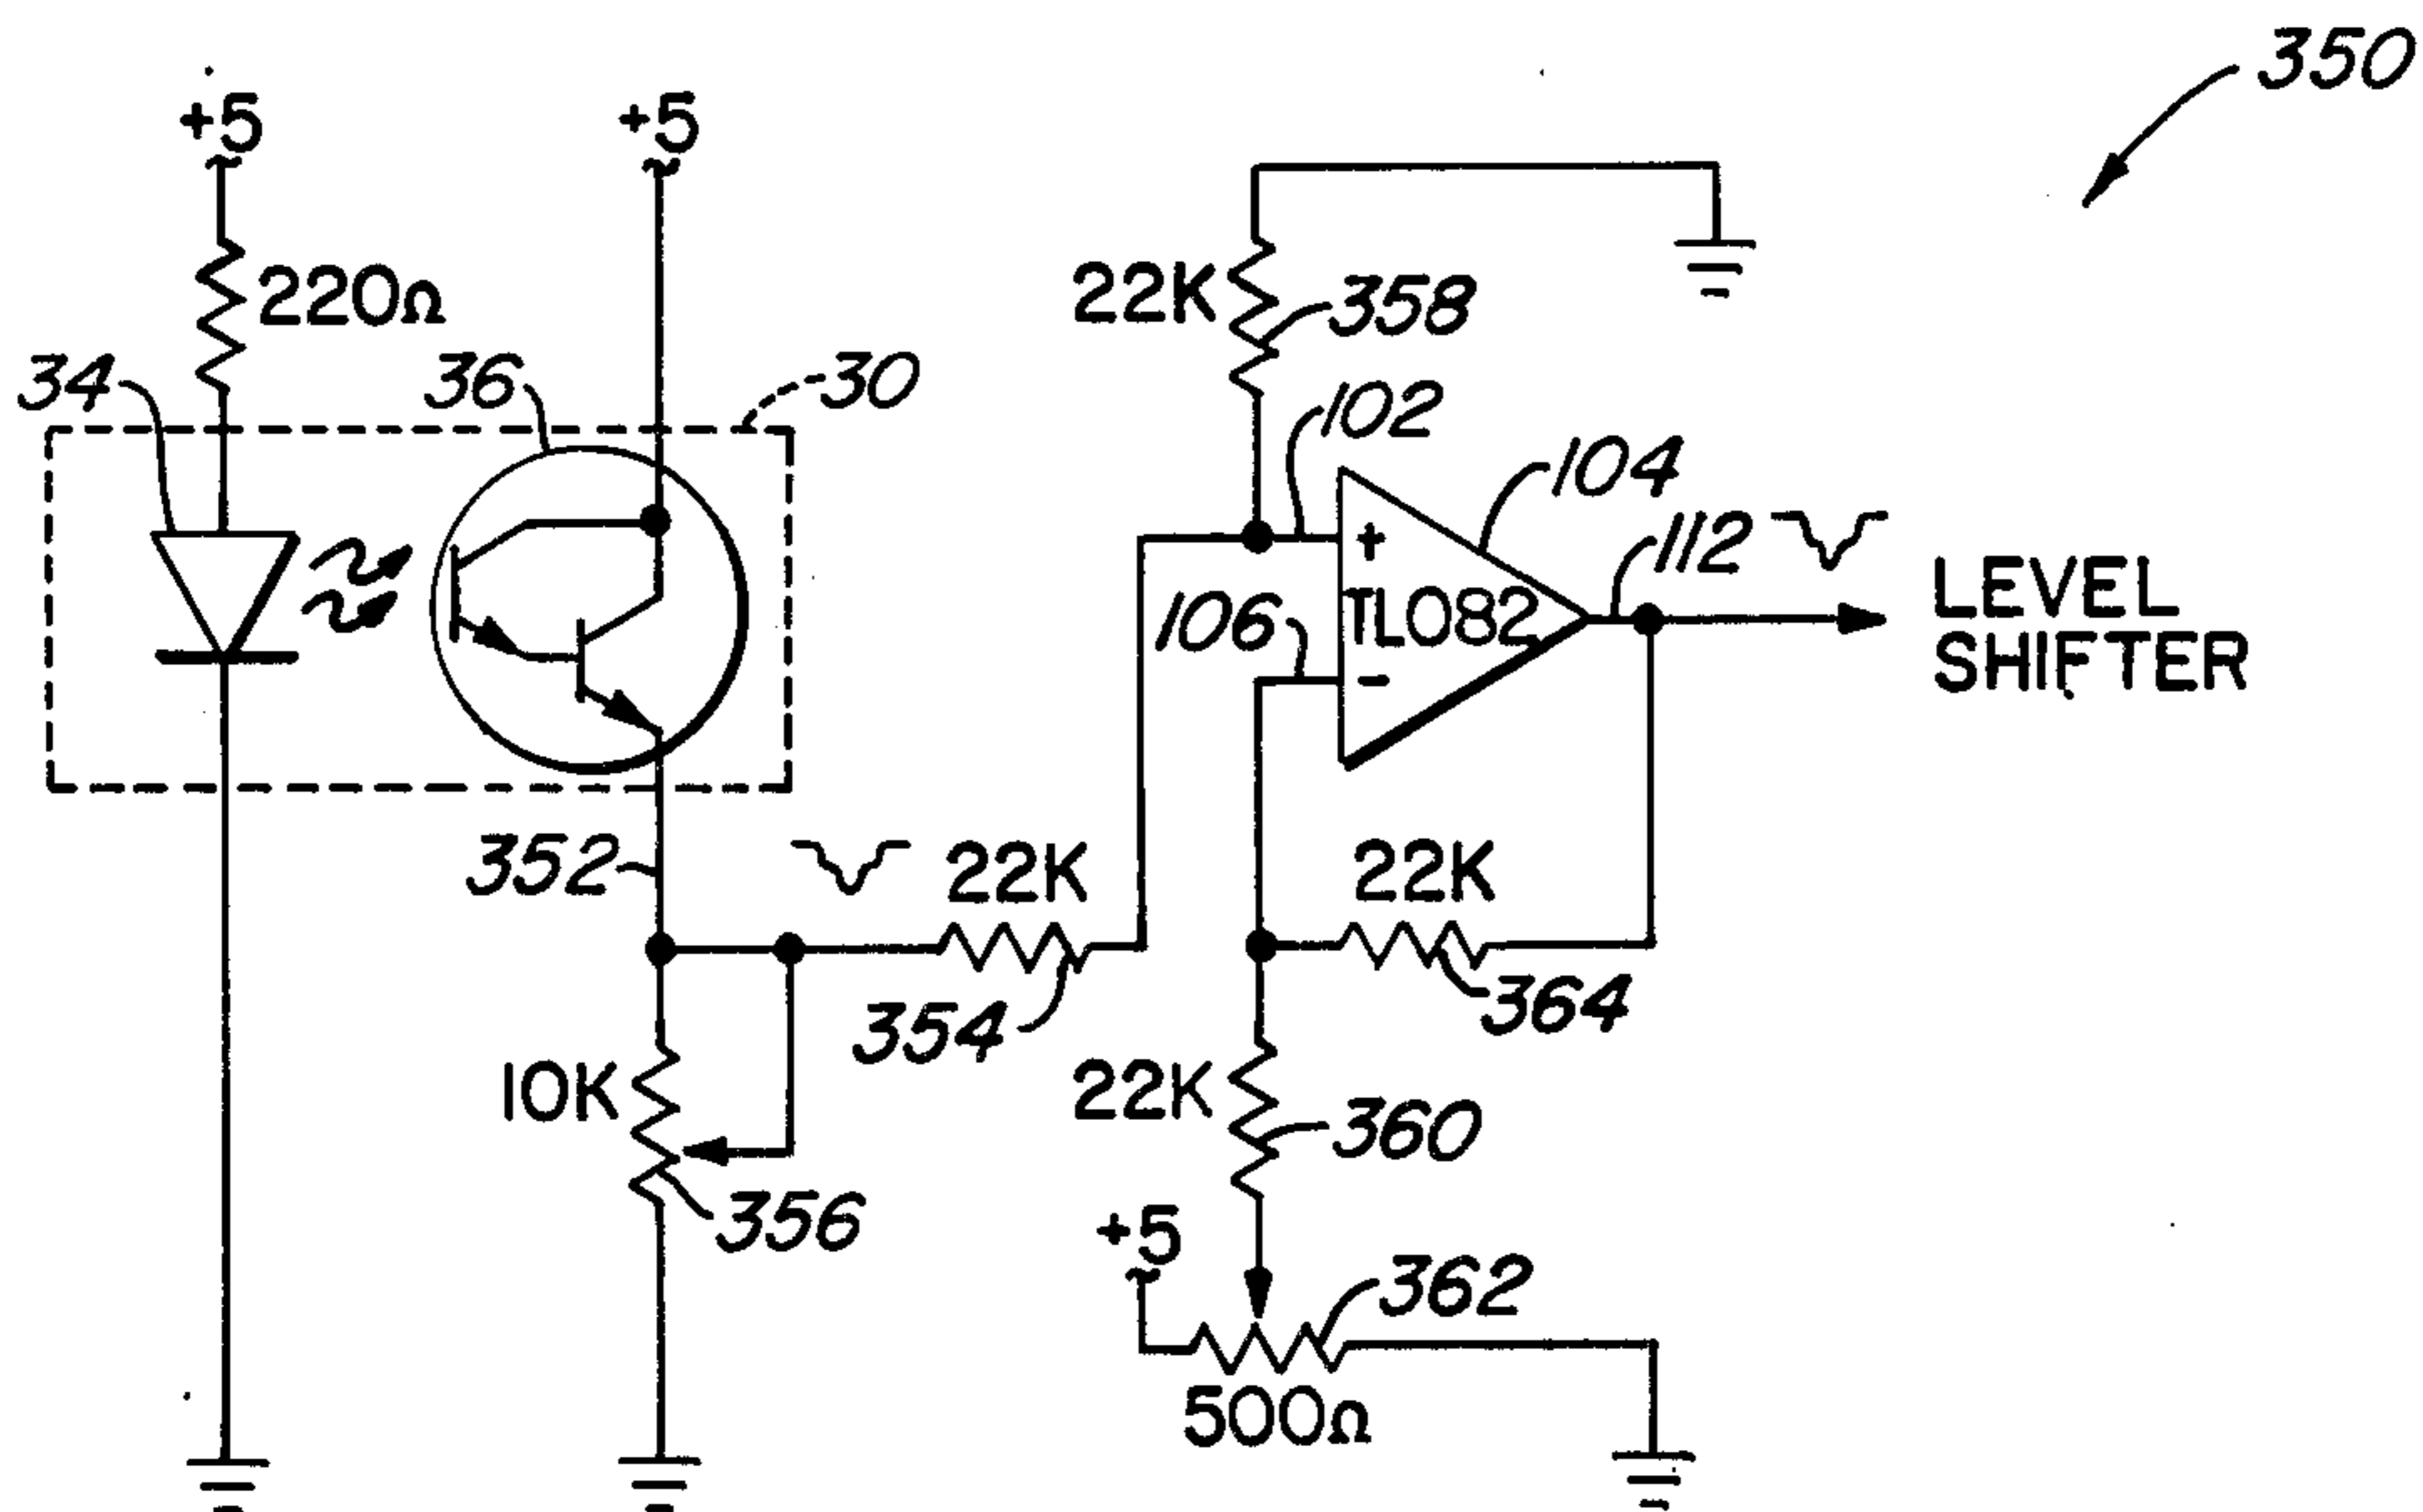 350
+5
+5
220Ω
22K
358
34
36
30
102
104
112
LEVEL
SHIFTER
+
TL082
-
106
352
22K
22K
354
364
10K
22K
360
356
+5
362
500Ω